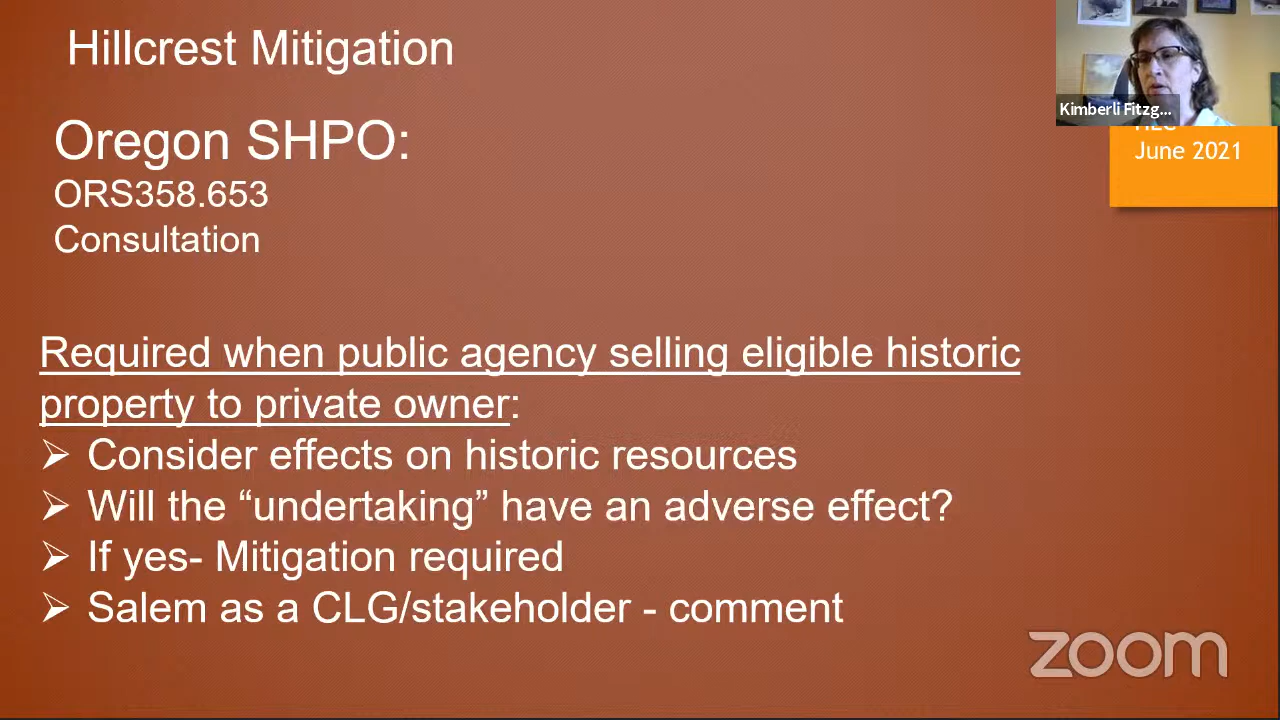 Hillcrest Mitigation
Kimberli Fitzg...
June 2021
Oregon SHPO:
ORS358.653
Consultation
Required when public agency selling eligible historic
property to private owner:
➢ Consider effects on historic resources
➢ Will the “undertaking” have an adverse effect?
➢ If yes- Mitigation required
➢ Salem as a CLG/stakeholder - comment
zoom